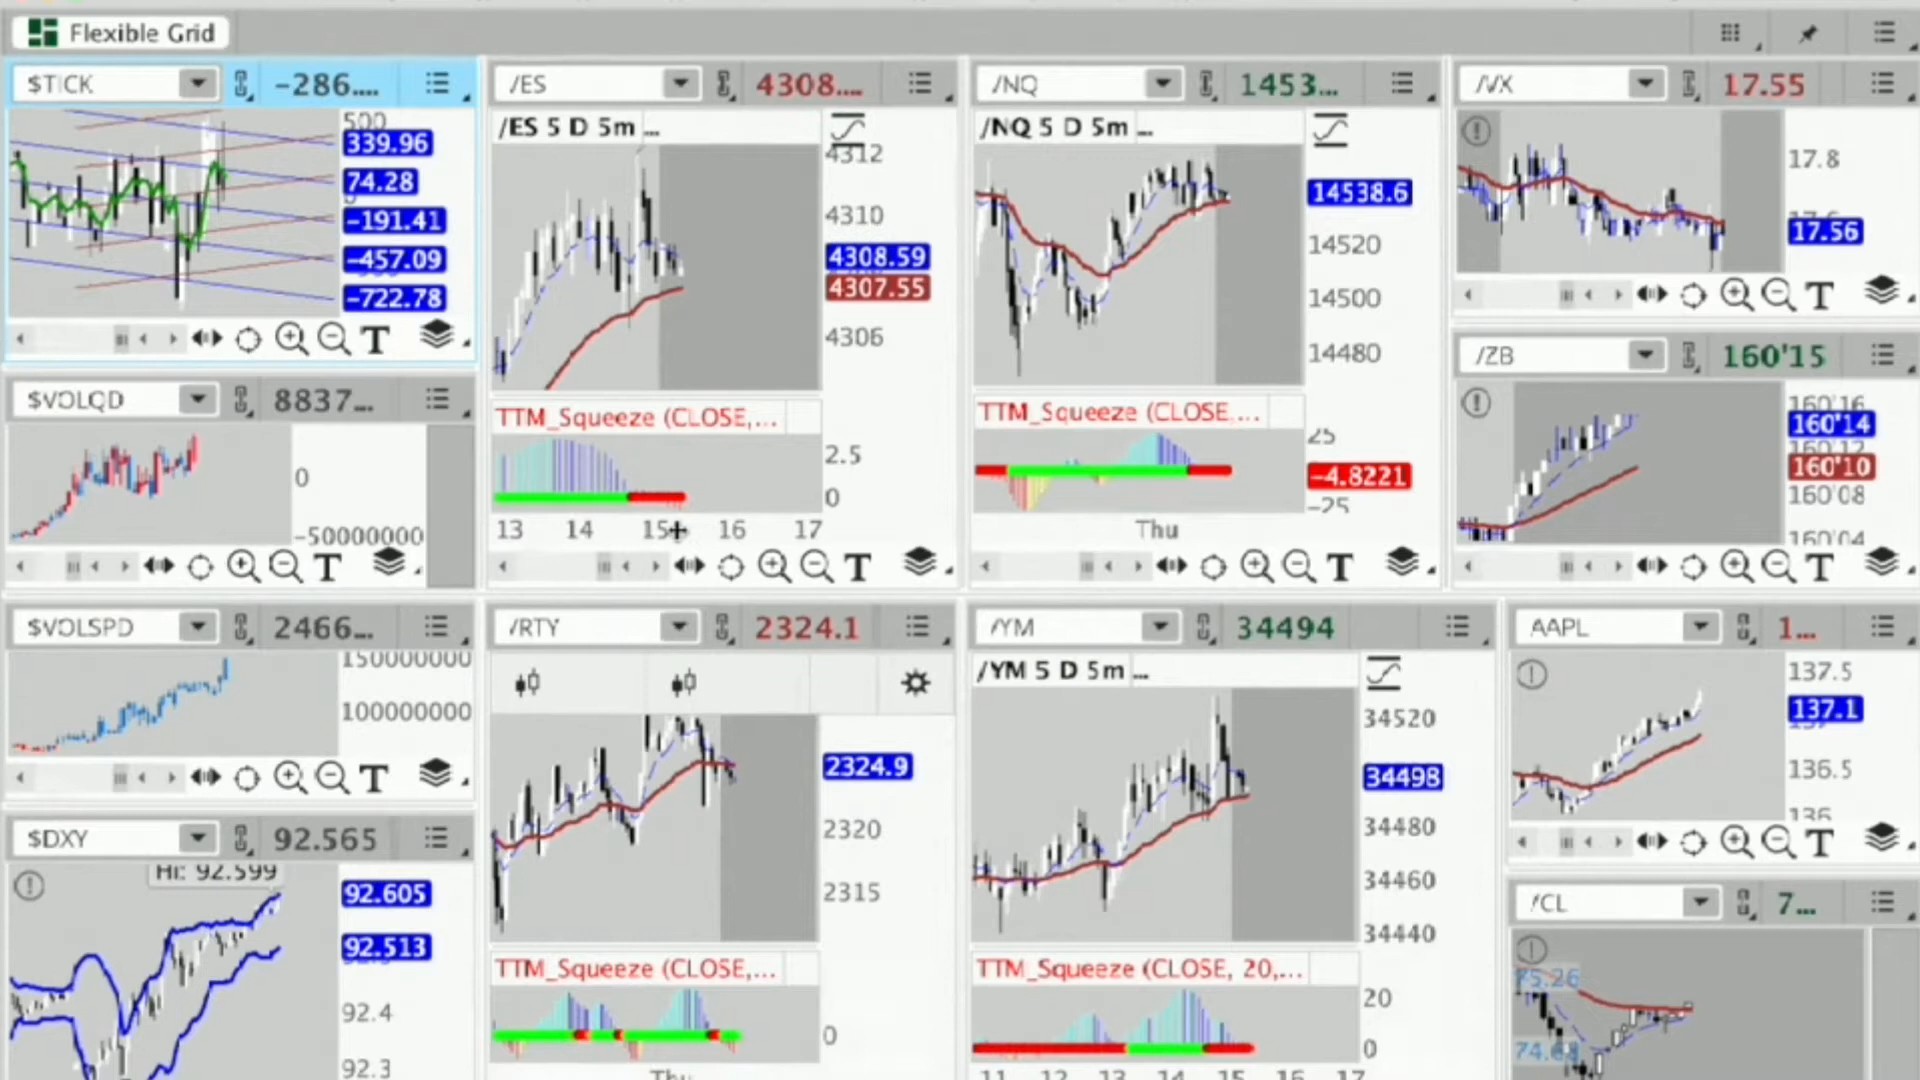 Flexible Grid
$TICK
-286....
500
339.96
74.28
0
-191.41
-457.09
-722.78
T
$VOLQD
8837...
0
-50000000
T
$VOLSPD
2466...
150000000
100000000
T
$DXY
92.565
Hi: 92.599
92.605
92.513
92.4
92.3
/ES
4308....
/ES 5 D 5m ...
4312
4310
4308.59
4307.55
4306
TTM_Squeeze (CLOSE,...
2.5
0
13 14 15 16 17
T
/RTY
2324.1
2324.9
2320
2315
TTM_Squeeze (CLOSE,...
0
Thu
/NQ
1453...
/NQ 5 D 5m ...
14538.6
14520
14500
14480
TTM_Squeeze (CLOSE,...
25
-4.8221
-25
Thu
T
/YM
34494
/YM 5 D 5m ...
34520
34498
34480
34460
34440
TTM_Squeeze (CLOSE, 20,...
20
0
11 12 13 14 15 16 17
/VX
17.55
17.8
17.56
T
/ZB
160'15
160'16
160'14
160'12
160'10
160'08
160'04
T
AAPL
1...
137.5
137.1
136.5
136
T
/CL
7...
75.26